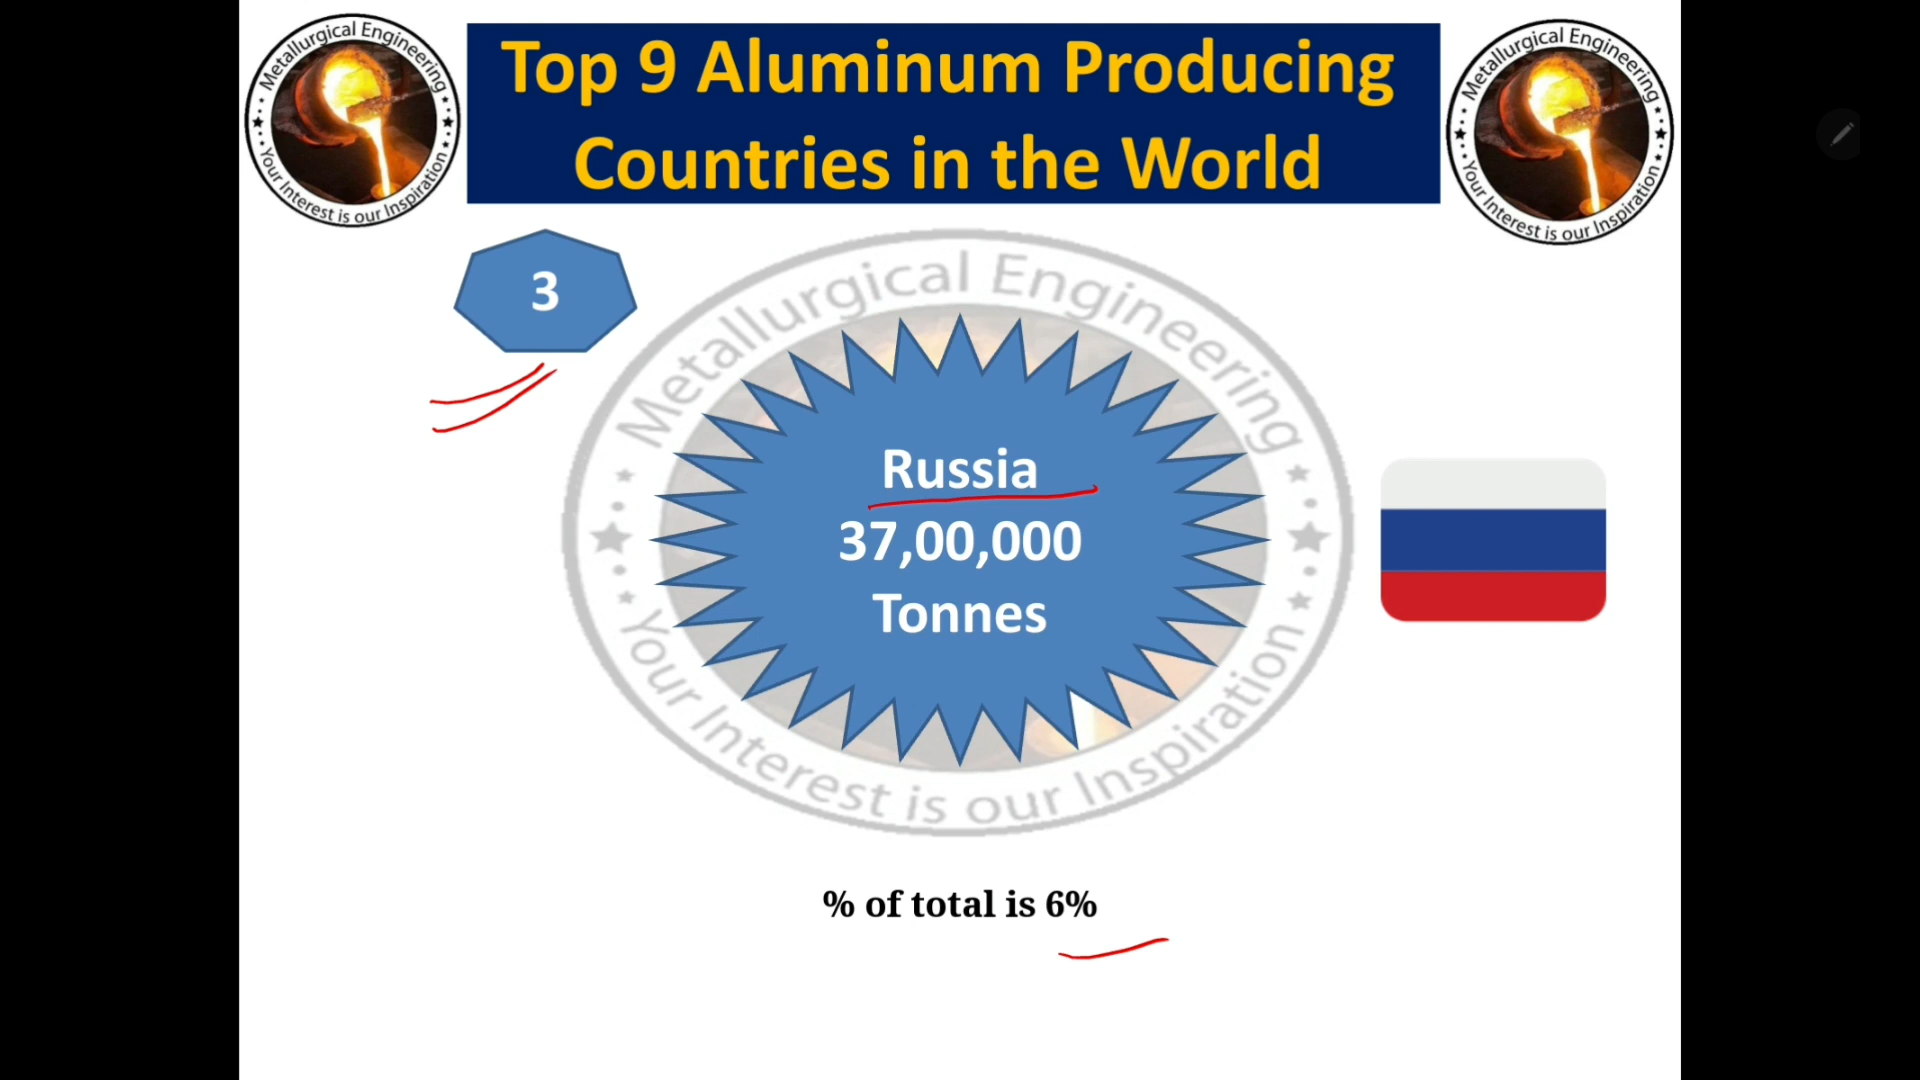 Metallurgical Engineering
Your Interest is our Inspiration
Top 9 Aluminum Producing
Countries in the World
Metallurgical Engineering
Your Interest is our Inspiration
3
Metallurgical Engineering
Russia
37,00,000
Tonnes
Your Interest is our Inspiration
% of total is 6%